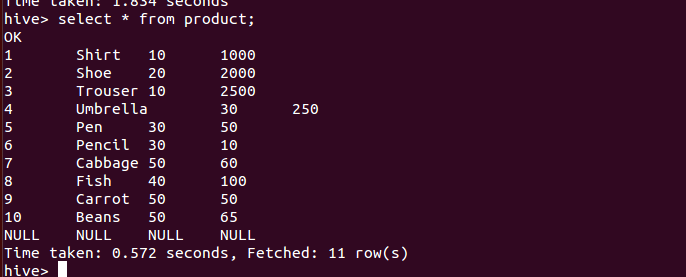 Time taken: 1.834 seconds
hive> select * from product;
OK
1 Shirt 10 1000
2 Shoe 20 2000
3 Trouser 10 2500
4 Umbrella 30 250
5 Pen 30 50
6 Pencil 30 10
7 Cabbage 50 60
8 Fish 40 100
9 Carrot 50 50
10 Beans 50 65
NULL NULL NULL NULL
Time taken: 0.572 seconds, Fetched: 11 row(s)
hive>